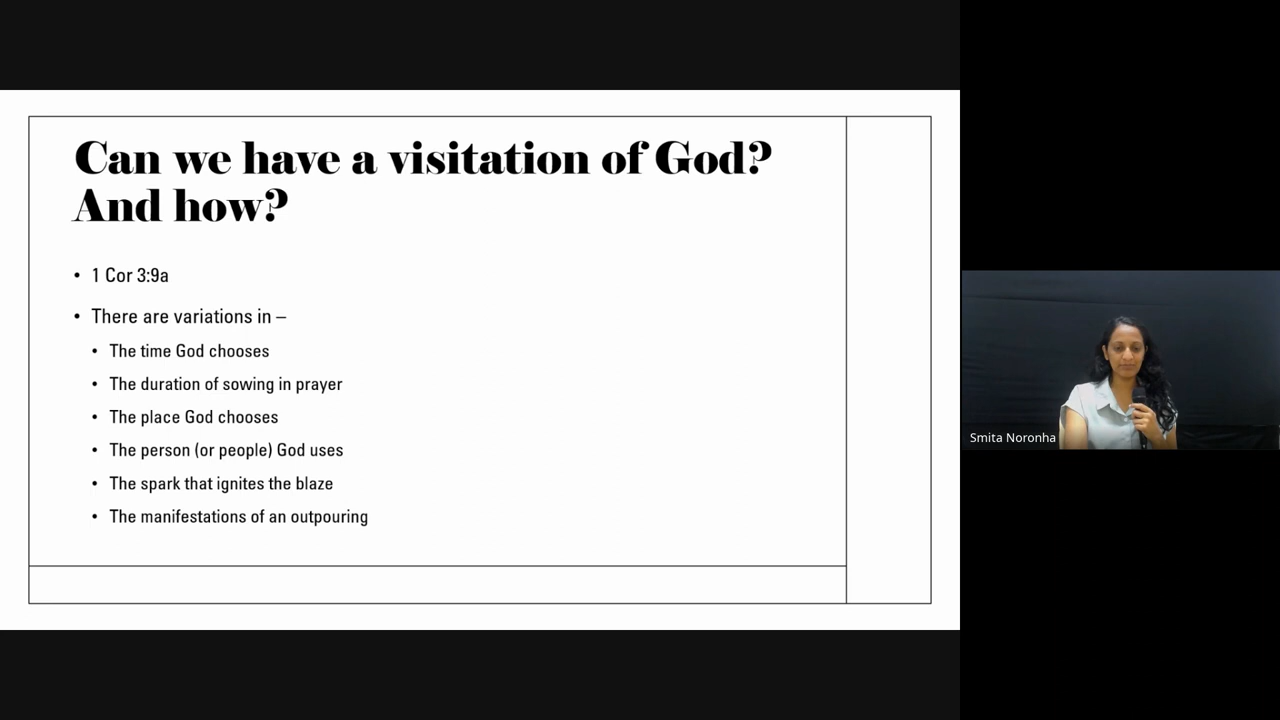 Can we have a visitation of God?
And how?
• 1 Cor 3:9a
• There are variations in –
• The time God chooses
• The duration of sowing in prayer
• The place God chooses
• The person (or people) God uses
• The spark that ignites the blaze
• The manifestations of an outpouring
Smita Noronha